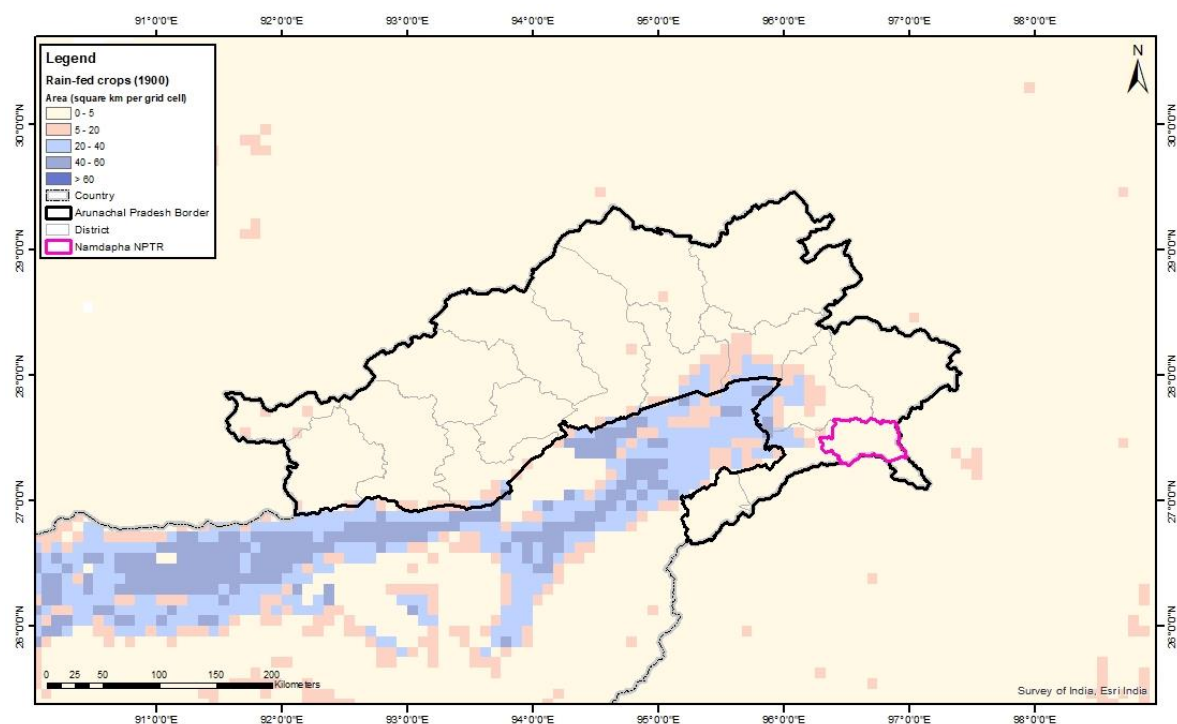 91°0'0"E 92°0'0"E 93°0'0"E 94°0'0"E 95°0'0"E 96°0'0"E 97°0'0"E 98°0'0"E
Legend
Rain-fed crops (1900)
Area (square km per grid cell)
0 - 5
5 - 20
20 - 40
40 - 60
> 60
Country
Arunachal Pradesh Border
District
Namdapha NPTR
N
30°0'0"N 30°0'0"N
29°0'0"N 29°0'0"N
28°0'0"N 28°0'0"N
27°0'0"N 27°0'0"N
26°0'0"N 26°0'0"N
0 25 50 100 150 200
Kilometers
Survey of India, Esri India
91°0'0"E 92°0'0"E 93°0'0"E 94°0'0"E 95°0'0"E 96°0'0"E 97°0'0"E 98°0'0"E